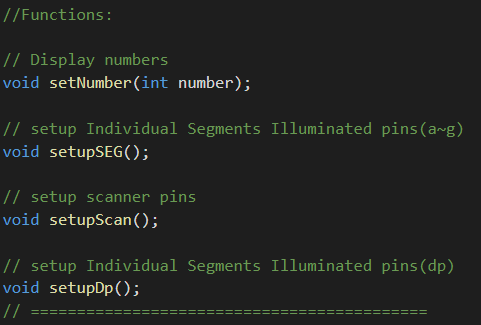 //Functions:
// Display numbers
void setNumber(int number);
// setup Individual Segments Illuminated pins(a~g)
void setupSEG();
// setup scanner pins
void setupScan();
// setup Individual Segments Illuminated pins(dp)
void setupDp();
// ===========================================